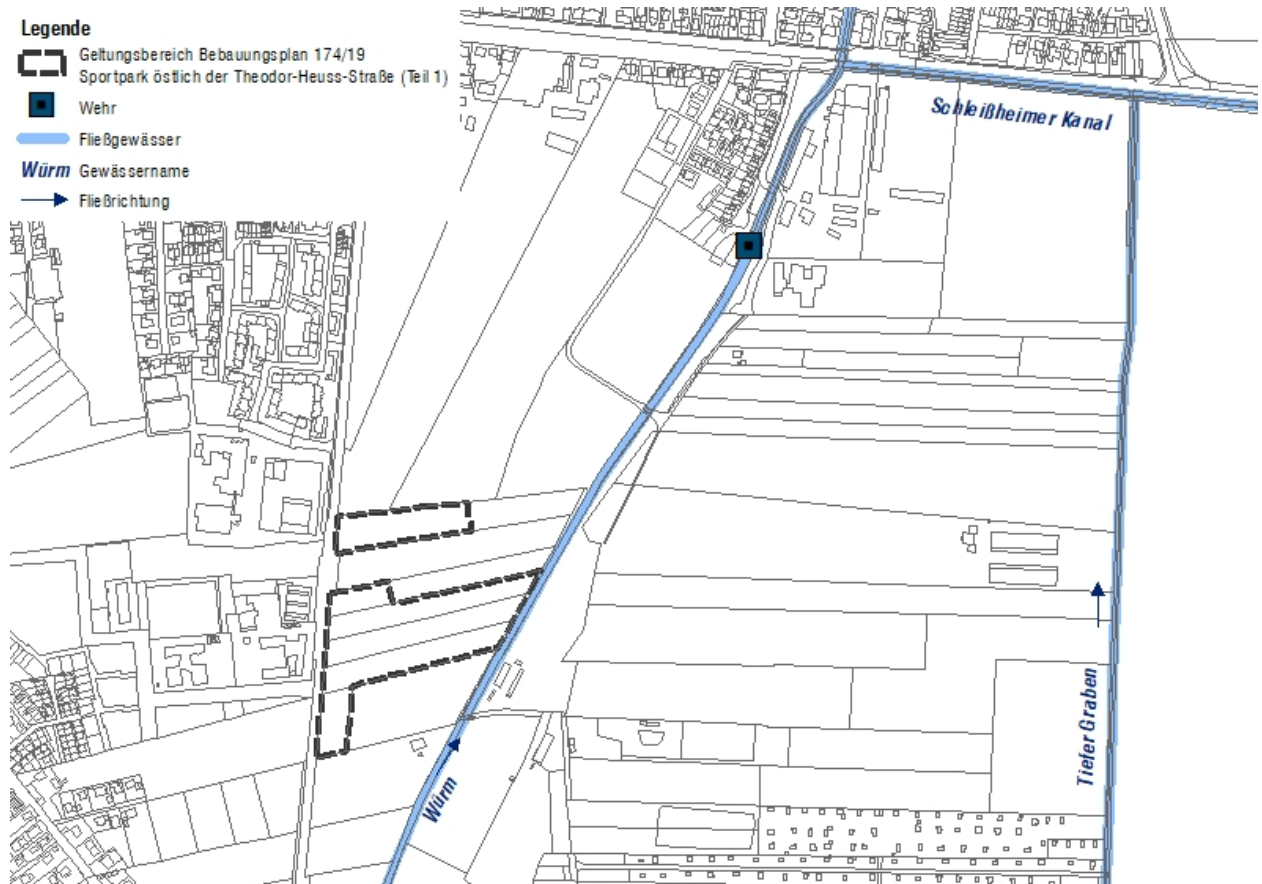 Legende
Geltungsbereich Bebauungsplan 174/19
Sportpark östlich der Theodor-Heuss-Straße (Teil 1)
Wehr
Fließgewässer
Würm Gewässername
Fließrichtung
Schleißheimer Kanal
Tiefer Graben
Würm